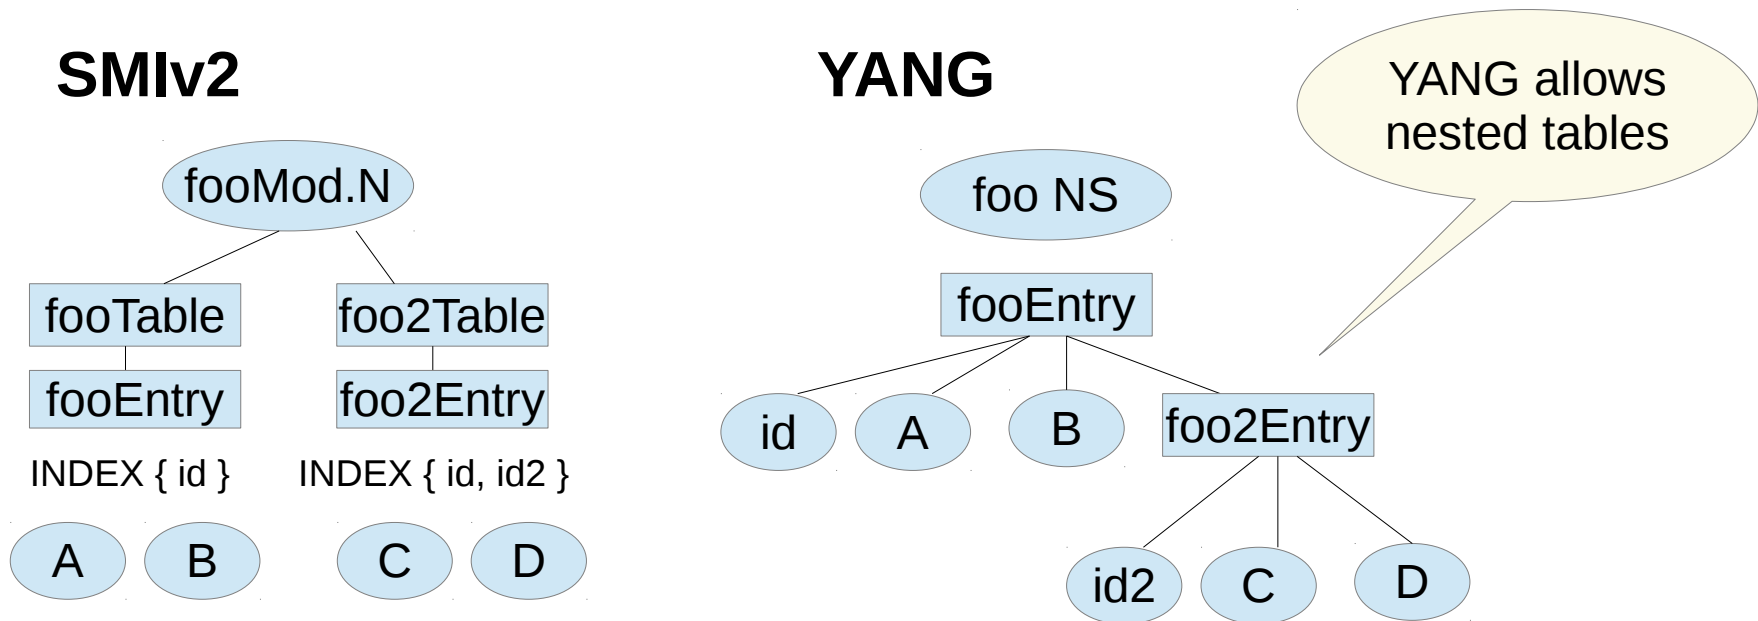 SMIv2
fooMod.N
fooTable
foo2Table
fooEntry
foo2Entry
INDEX { id }
INDEX { id, id2 }
A
B
C
D
YANG
YANG allows
nested tables
foo NS
fooEntry
id
A
B
foo2Entry
id2
C
D